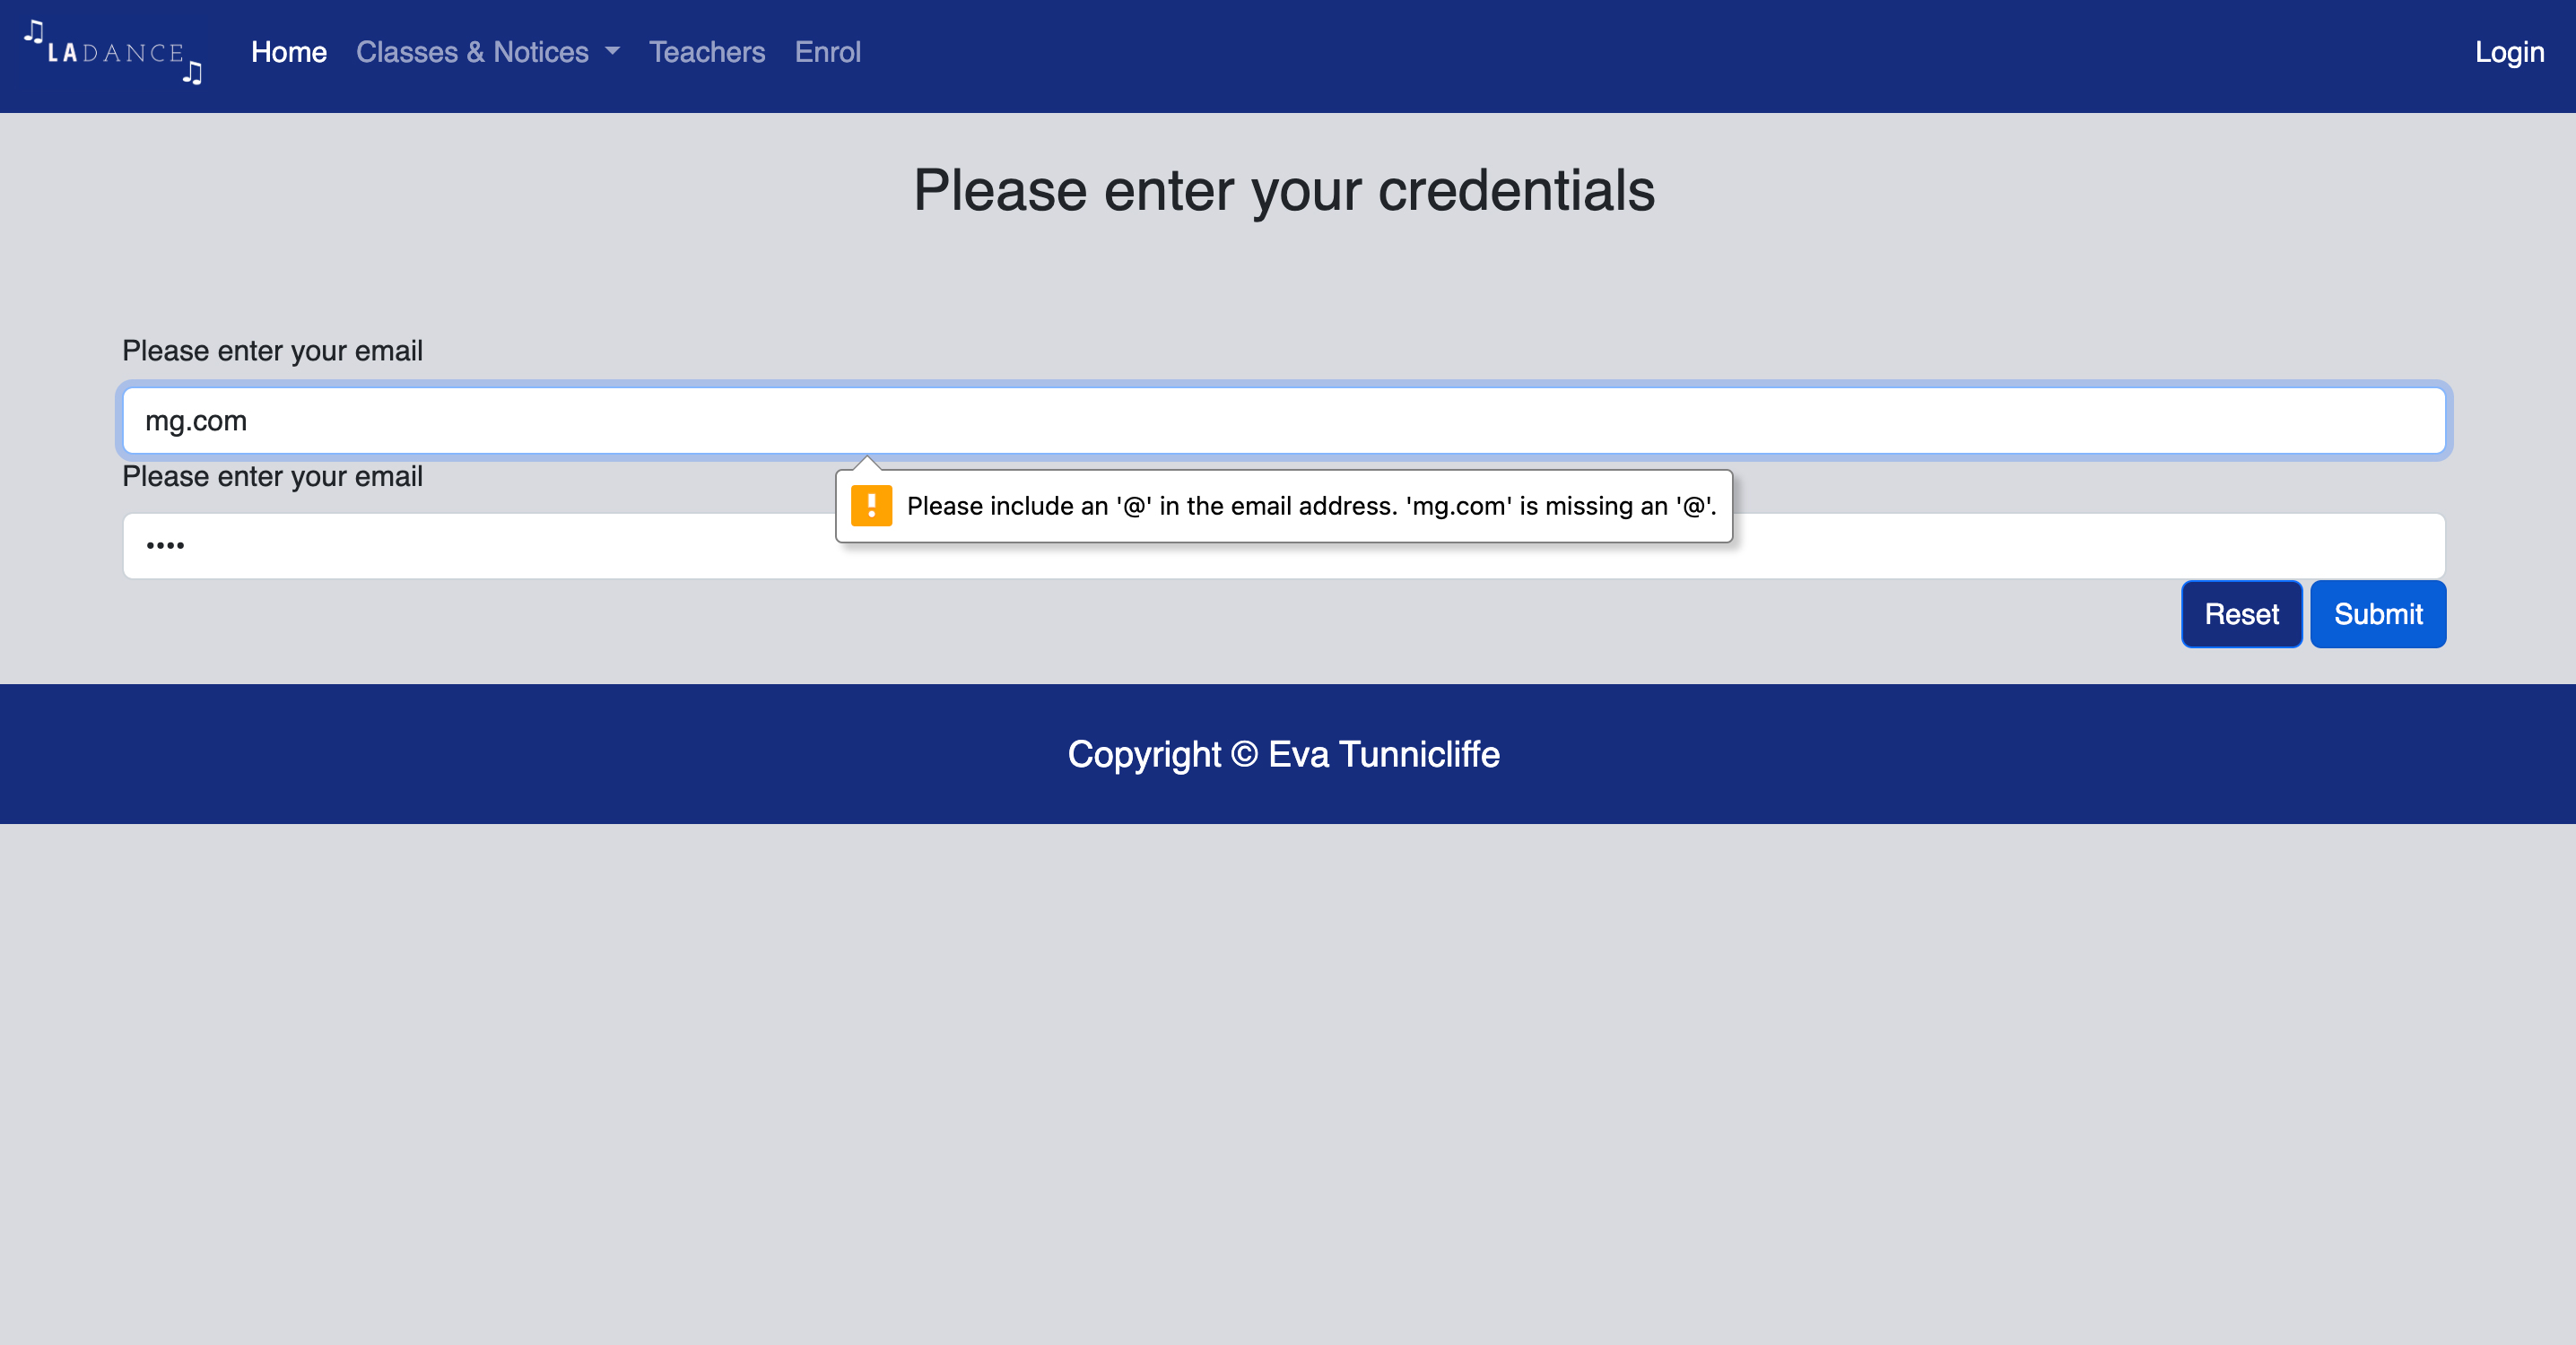 LADANCE
Home Classes & Notices Teachers Enrol Login
Please enter your credentials
Please enter your email
mg.com
Please enter your email
Please include an '@' in the email address. 'mg.com' is missing an '@'.
••••
Reset Submit
Copyright © Eva Tunnicliffe